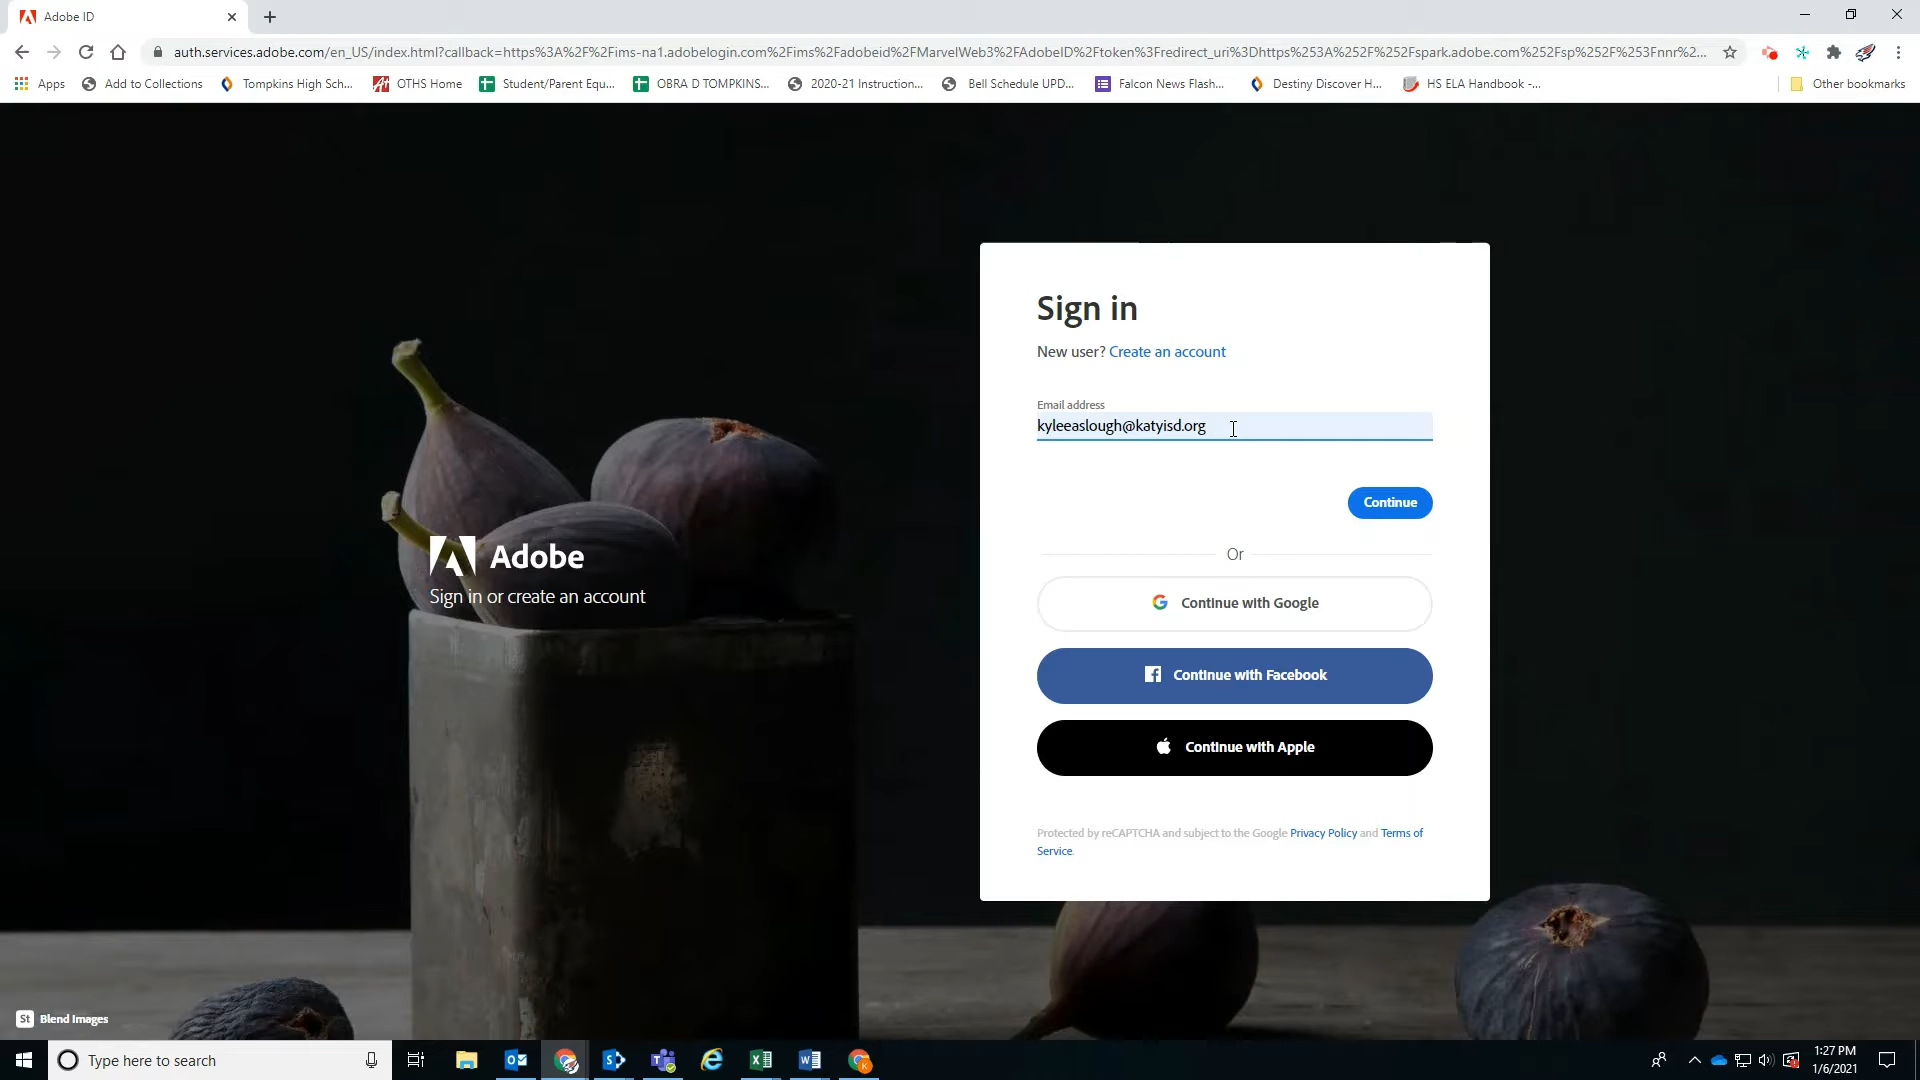 Adobe ID
auth.services.adobe.com/en_US/index.html?callback=https%3A%2F%2Fims-na1.adobelogin.com%2Fims%2Fadobeid%2FMarvelWeb3%2FAdobeID%2Ftoken%3Fredirect_uri%3Dhttps%253A%252F%252Fspark.adobe.com%252Fsp%252F%253Fnnr%2...
Apps Add to Collections Tompkins High Sch... OTHS Home Student/Parent Equ... OBRA D TOMPKINS... 2020-21 Instruction... Bell Schedule UPD... Falcon News Flash... Destiny Discover H... HS ELA Handbook -... Other bookmarks
Sign in
New user? Create an account
Email address
kyleeaslough@katyisd.org
Continue
Or
Continue with Google
Continue with Facebook
Continue with Apple
Protected by reCAPTCHA and subject to the Google Privacy Policy and Terms of
Service.
Adobe
Sign in or create an account
St Blend Images
Type here to search
1:27 PM
1/6/2021